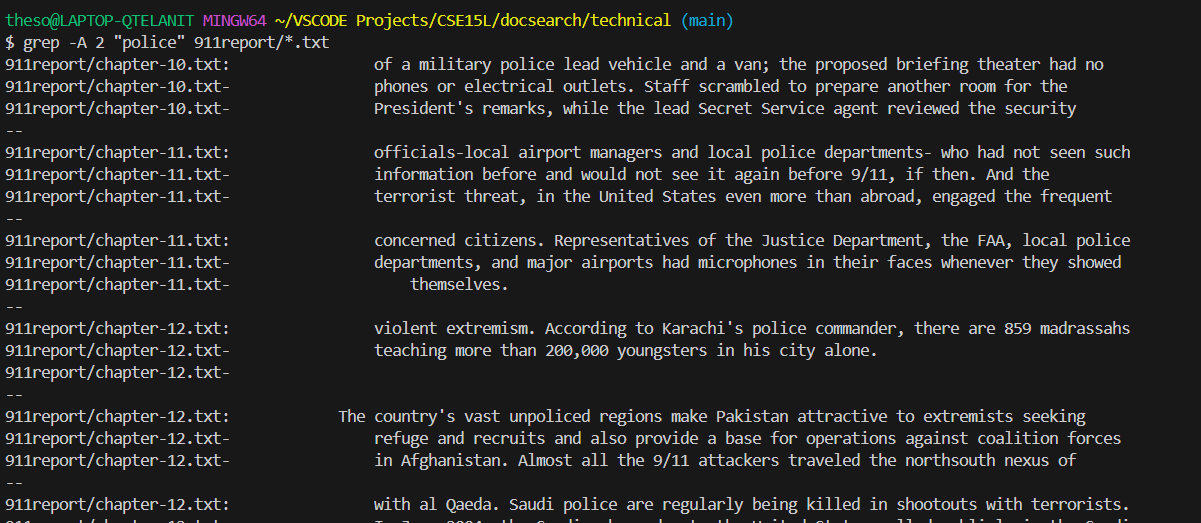 theso@LAPTOP-QTELANIT MINGW64 ~/VSCODE Projects/CSE15L/docsearch/technical (main)
$ grep -A 2 "police" 911report/*.txt
911report/chapter-10.txt: of a military police lead vehicle and a van; the proposed briefing theater had no
911report/chapter-10.txt- phones or electrical outlets. Staff scrambled to prepare another room for the
911report/chapter-10.txt- President's remarks, while the lead Secret Service agent reviewed the security
--
911report/chapter-11.txt: officials-local airport managers and local police departments- who had not seen such
911report/chapter-11.txt- information before and would not see it again before 9/11, if then. And the
911report/chapter-11.txt- terrorist threat, in the United States even more than abroad, engaged the frequent
--
911report/chapter-11.txt: concerned citizens. Representatives of the Justice Department, the FAA, local police
911report/chapter-11.txt- departments, and major airports had microphones in their faces whenever they showed
911report/chapter-11.txt- themselves.
--
911report/chapter-12.txt: violent extremism. According to Karachi's police commander, there are 859 madrassahs
911report/chapter-12.txt- teaching more than 200,000 youngsters in his city alone.
911report/chapter-12.txt-
--
911report/chapter-12.txt: The country's vast unpoliced regions make Pakistan attractive to extremists seeking
911report/chapter-12.txt- refuge and recruits and also provide a base for operations against coalition forces
911report/chapter-12.txt- in Afghanistan. Almost all the 9/11 attackers traveled the northsouth nexus of
--
911report/chapter-12.txt: with al Qaeda. Saudi police are regularly being killed in shootouts with terrorists.